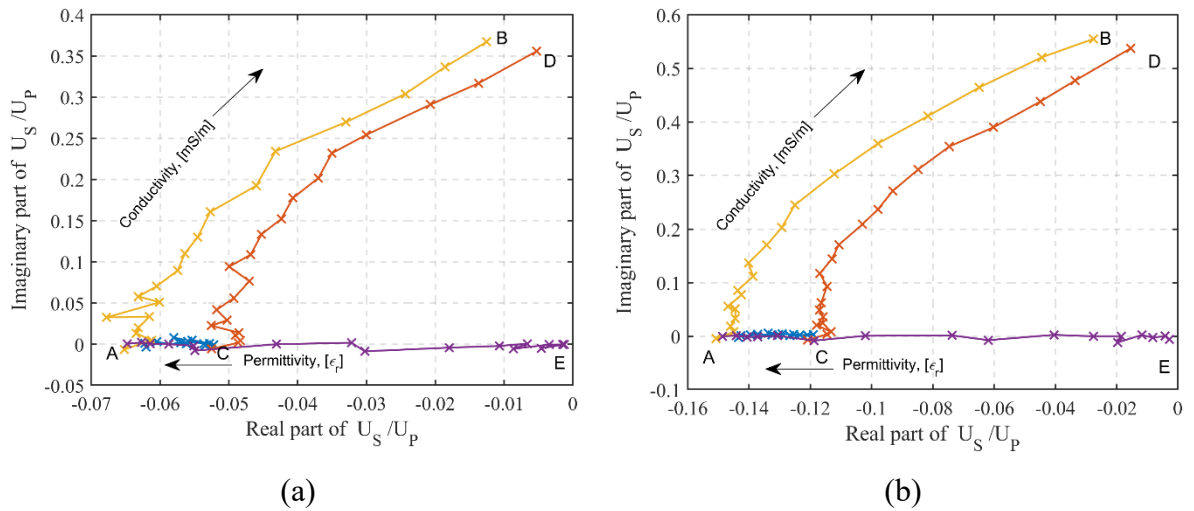 0.4
0.35
0.3
0.25
0.2
0.15
0.1
0.05
0
-0.05
-0.07
-0.06
-0.05
-0.04
-0.03
-0.02
-0.01
0
Imaginary part of U_S /U_P
Real part of U_S /U_P
Conductivity, [mS/m]
Permittivity, [ϵ_r]
A
B
C
D
E
(a)
0.6
0.5
0.4
0.3
0.2
0.1
0
-0.1
-0.16
-0.14
-0.12
-0.1
-0.08
-0.06
-0.04
-0.02
0
Imaginary part of U_S /U_P
Real part of U_S /U_P
Conductivity, [mS/m]
Permittivity, [ϵ_r]
A
B
C
D
E
(b)